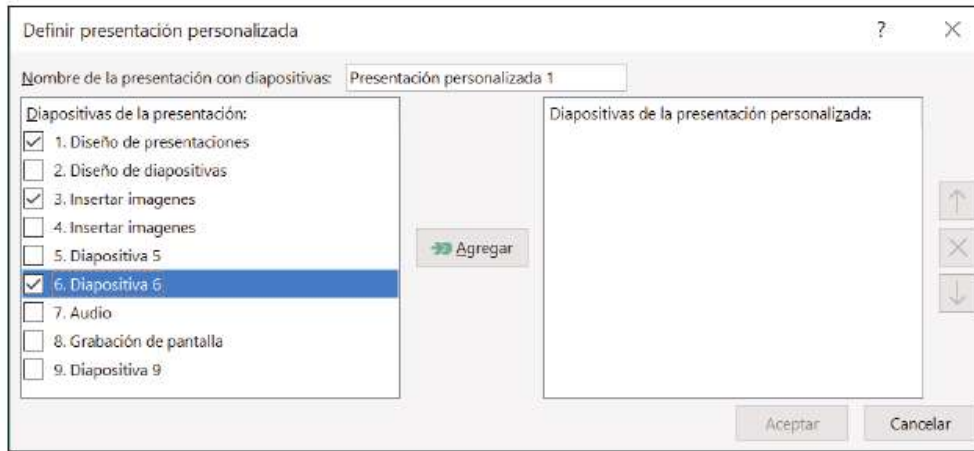 Definir presentación personalizada
Nombre de la presentación con diapositivas: Presentación personalizada 1
Diapositivas de la presentación:
1. Diseño de presentaciones
2. Diseño de diapositivas
3. Insertar imagenes
4. Insertar imagenes
5. Diapositiva 5
6. Diapositiva 6
7. Audio
8. Grabación de pantalla
9. Diapositiva 9
Agregar
Diapositivas de la presentación personalizada:
Aceptar Cancelar